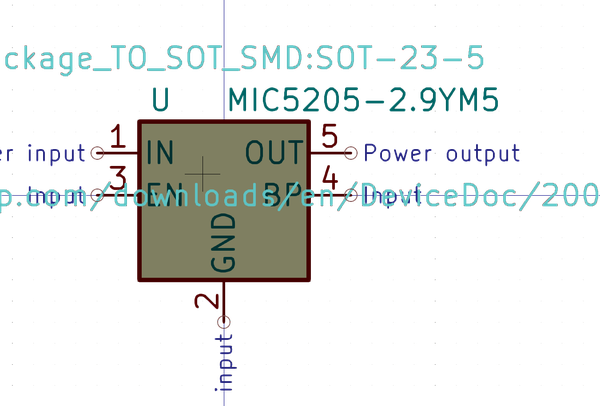 ckage_TO_SOT_SMD:SOT-23-5
U MIC5205-2.9YM5
er input 1 IN OUT 5 Power output
Input 3 EN BP 4 Input
p.com/downloads/en/DeviceDoc/200
GND
2
input